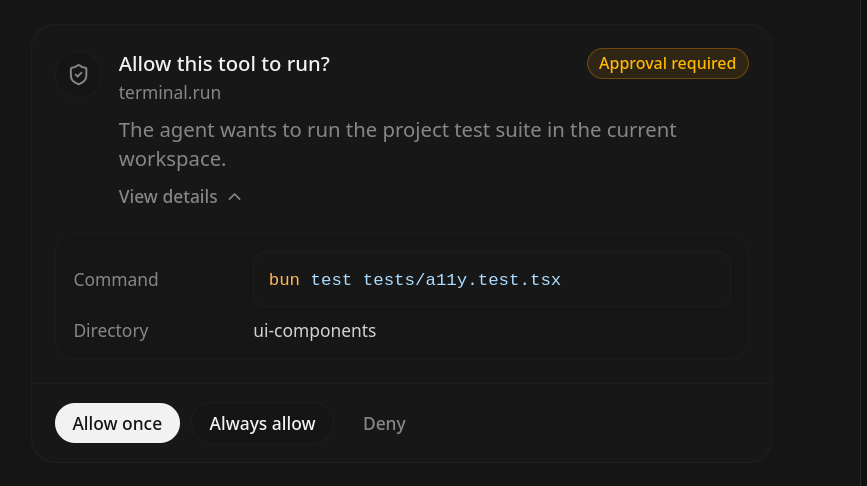 Allow this tool to run?
Approval required
terminal.run
The agent wants to run the project test suite in the current
workspace.
View details
Command
bun test tests/a11y.test.tsx
Directory
ui-components
Allow once
Always allow
Deny